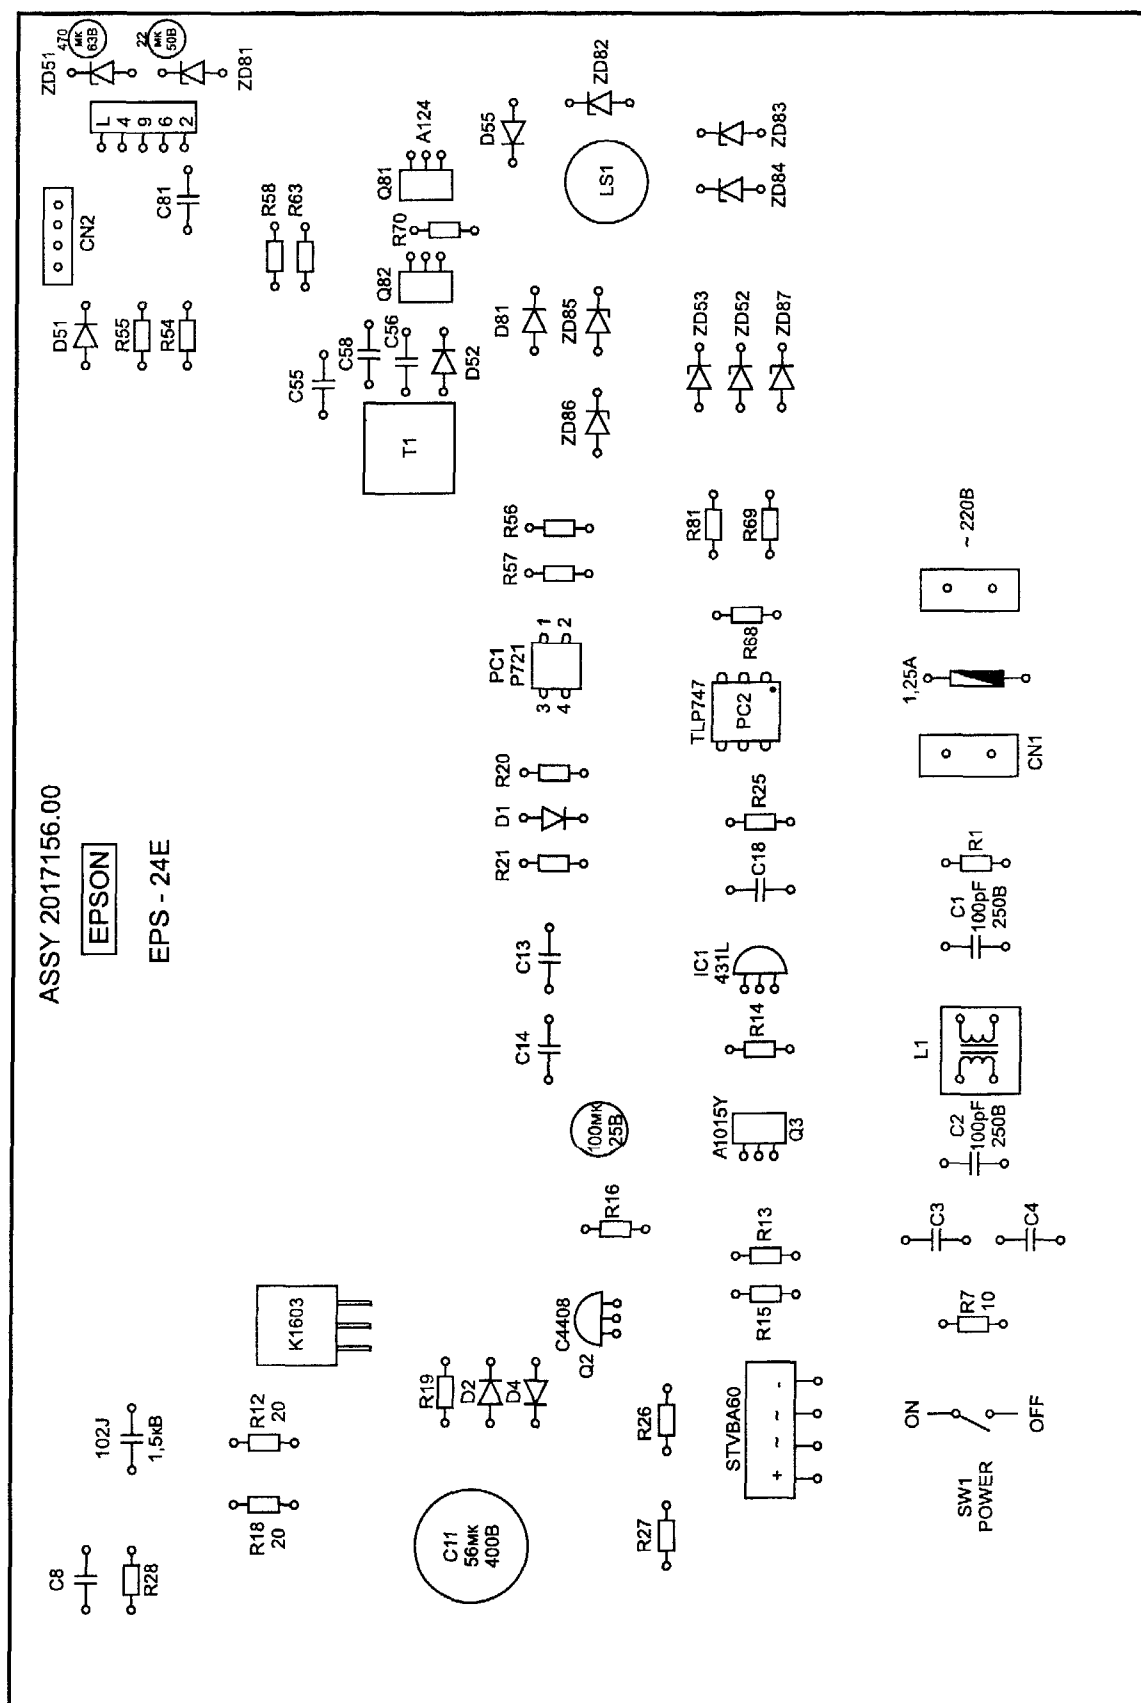 ASSY 2017156.00
EPSON
EPS - 24E
C8
R28
102J
1,5кВ
R18
20
R12
20
K1603
D51
R55
R54
CN2
C81
ZD51
470
МК
63В
22
МК
50В
ZD81
L
4
9
6
2
R58
R63
C55
C58
C56
D52
T1
Q82
R70
Q81
A124
C11
56мк
400В
R19
D2
D4
C14
C13
R21
D1
R20
PC1
P721
3
4
1
2
R57
R56
D81
ZD85
ZD86
D55
ZD82
LS1
Q2
C4408
R16
100мк
25В
R27
R26
STVBA60
+ ~ ~ -
R15
R13
A1015Y
Q3
R14
IC1
431L
C18
R25
TLP747
PC2
R68
R81
R69
ZD53
ZD52
ZD87
ZD84
ZD83
SW1
POWER
ON
OFF
R7
10
C3
C4
C2
100pF
250В
L1
C1
100pF
250В
R1
CN1
1,25А
~ 220В